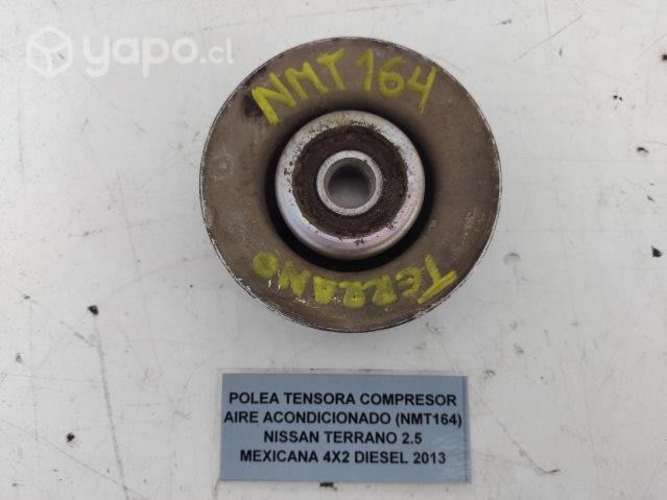 yapo.cl
NMT164
TERRANO
POLEA TENSORA COMPRESOR
AIRE ACONDICIONADO (NMT164)
NISSAN TERRANO 2.5
MEXICANA 4X2 DIESEL 2013